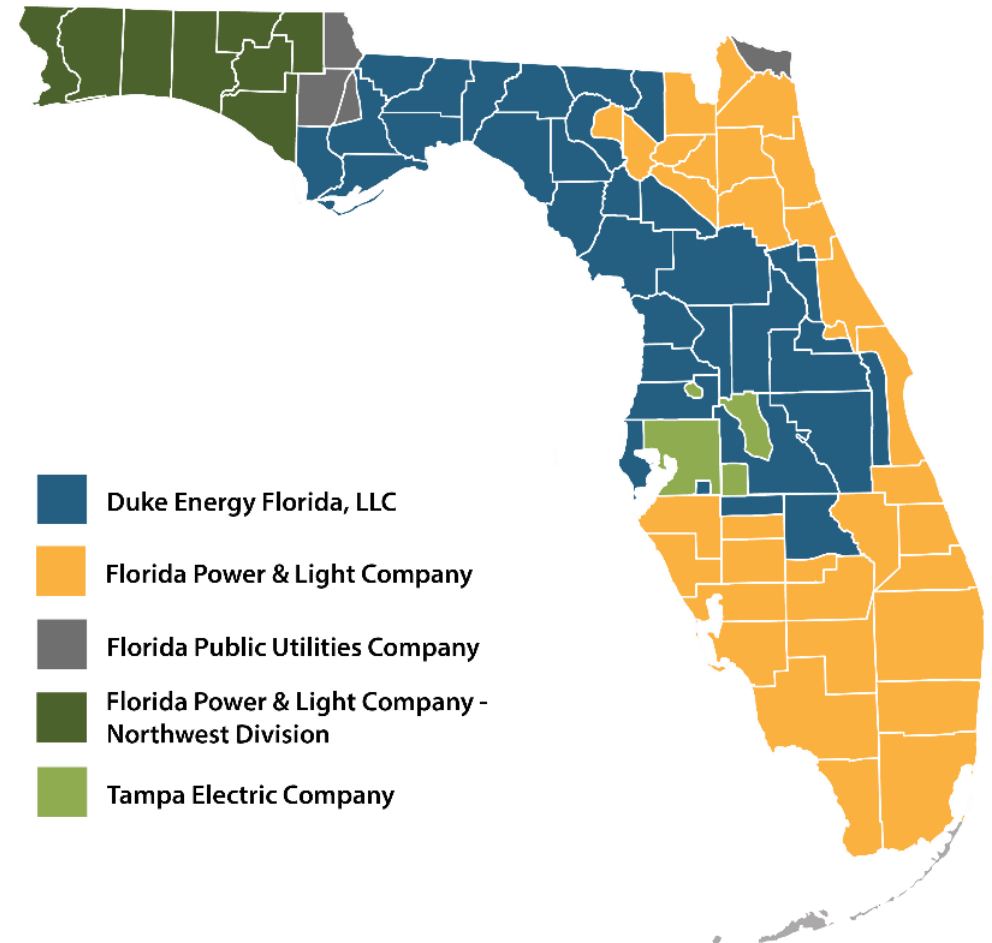 Duke Energy Florida, LLC
Florida Power & Light Company
Florida Public Utilities Company
Florida Power & Light Company -
Northwest Division
Tampa Electric Company